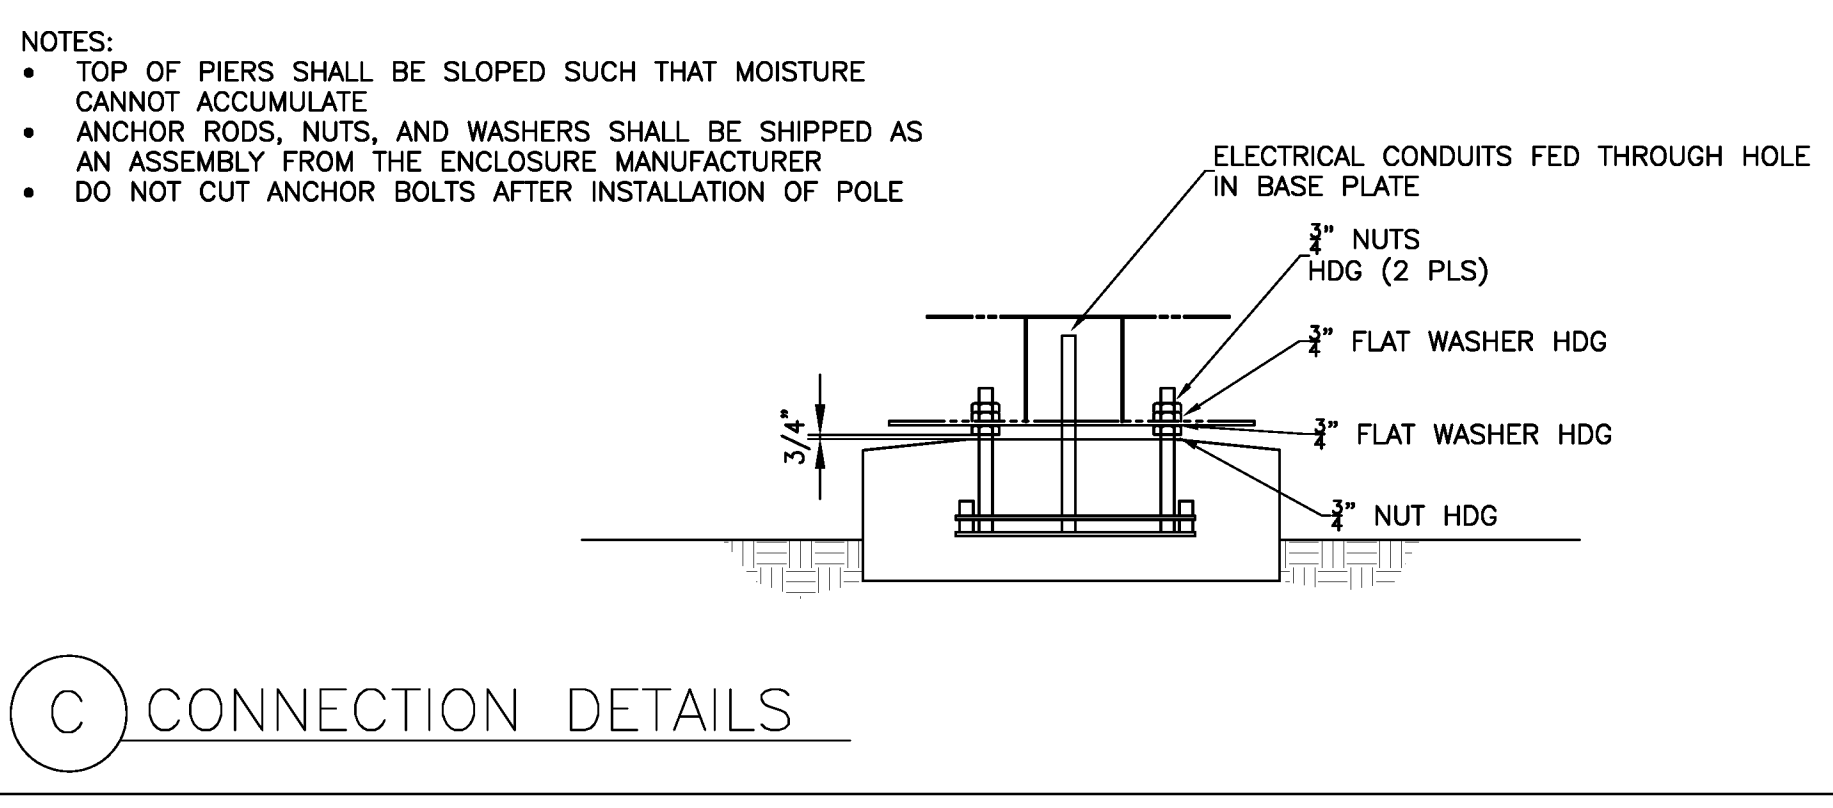 NOTES:
• TOP OF PIERS SHALL BE SLOPED SUCH THAT MOISTURE
CANNOT ACCUMULATE
• ANCHOR RODS, NUTS, AND WASHERS SHALL BE SHIPPED AS
AN ASSEMBLY FROM THE ENCLOSURE MANUFACTURER
• DO NOT CUT ANCHOR BOLTS AFTER INSTALLATION OF POLE
ELECTRICAL CONDUITS FED THROUGH HOLE
IN BASE PLATE
3/4" NUTS
HDG (2 PLS)
3/4" FLAT WASHER HDG
3/4"
3/4" FLAT WASHER HDG
3/4" NUT HDG
C CONNECTION DETAILS